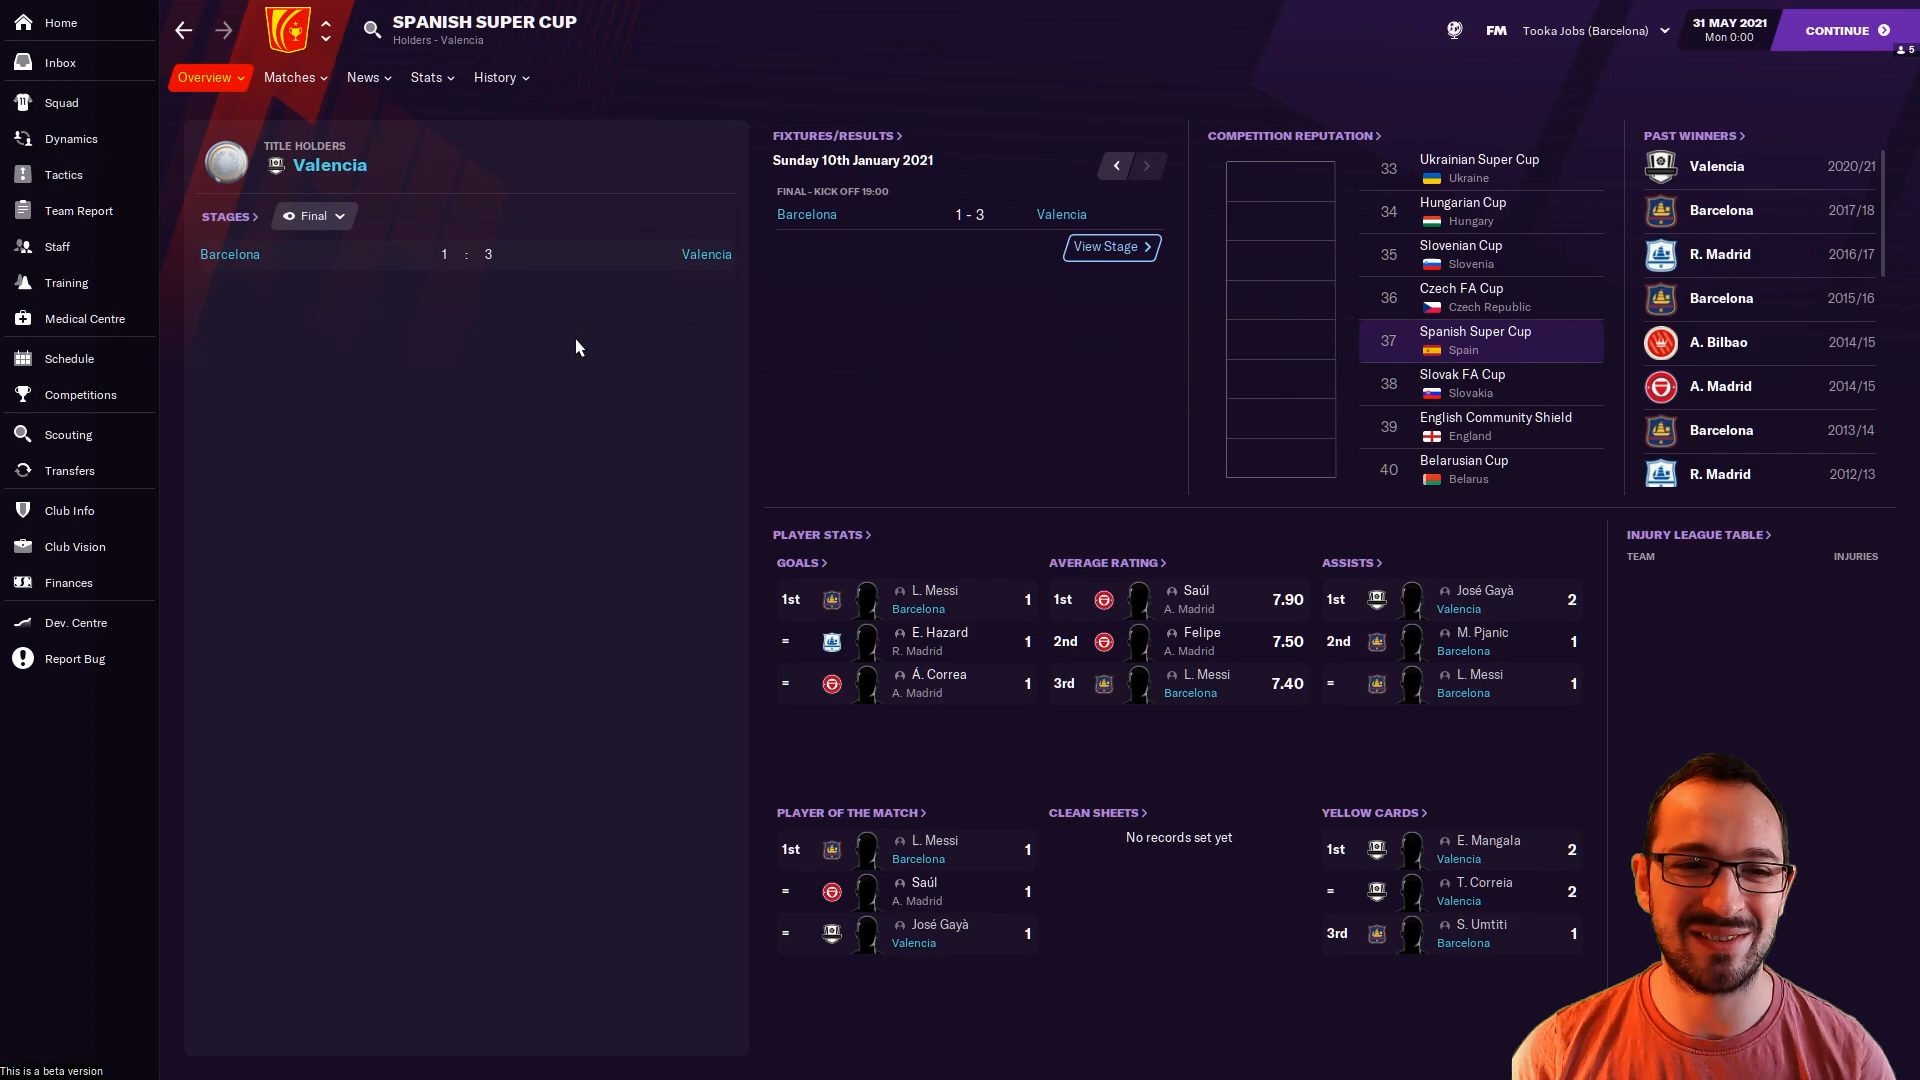 Home
Inbox
Squad
Dynamics
Tactics
Team Report
Staff
Training
Medical Centre
Schedule
Competitions
Scouting
Transfers
Club Info
Club Vision
Finances
Dev. Centre
Report Bug
This is a beta version
SPANISH SUPER CUP
Holders - Valencia
FM
Tooka Jobs (Barcelona)
31 MAY 2021
Mon 0:00
CONTINUE
5
Overview
Matches
News
Stats
History
TITLE HOLDERS
Valencia
STAGES
Final
Barcelona 1 : 3 Valencia
FIXTURES/RESULTS
Sunday 10th January 2021
FINAL - KICK OFF 19:00
Barcelona 1 - 3 Valencia
View Stage
COMPETITION REPUTATION
33 Ukrainian Super Cup
Ukraine
34 Hungarian Cup
Hungary
35 Slovenian Cup
Slovenia
36 Czech FA Cup
Czech Republic
37 Spanish Super Cup
Spain
38 Slovak FA Cup
Slovakia
39 English Community Shield
England
40 Belarusian Cup
Belarus
PAST WINNERS
Valencia 2020/21
Barcelona 2017/18
R. Madrid 2016/17
Barcelona 2015/16
A. Bilbao 2014/15
A. Madrid 2014/15
Barcelona 2013/14
R. Madrid 2012/13
PLAYER STATS
GOALS
1st L. Messi 1
Barcelona
= E. Hazard 1
R. Madrid
= Á. Correa 1
A. Madrid
AVERAGE RATING
1st Saúl 7.90
A. Madrid
2nd Felipe 7.50
A. Madrid
3rd L. Messi 7.40
Barcelona
ASSISTS
1st José Gayà 2
Valencia
2nd M. Pjanic 1
Barcelona
= L. Messi 1
Barcelona
INJURY LEAGUE TABLE
TEAM INJURIES
PLAYER OF THE MATCH
1st L. Messi 1
Barcelona
= Saúl 1
A. Madrid
= José Gayà 1
Valencia
CLEAN SHEETS
No records set yet
YELLOW CARDS
1st E. Mangala 2
Valencia
= T. Correia 2
Valencia
3rd S. Umtiti 1
Barcelona